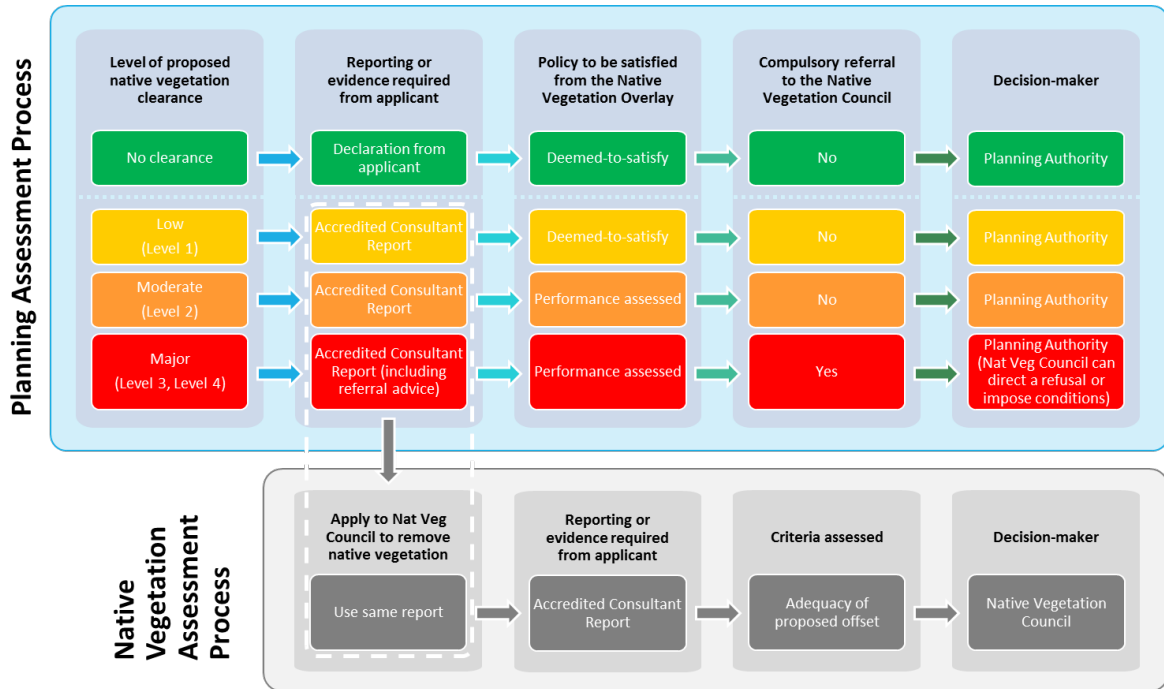 Planning Assessment Process
Level of proposed
native vegetation
clearance
Reporting or
evidence required
from applicant
Policy to be satisfied
from the Native
Vegetation Overlay
Compulsory referral
to the Native
Vegetation Council
Decision-maker
No clearance
Declaration from
applicant
Deemed-to-satisfy
No
Planning Authority
Low
(Level 1)
Accredited Consultant
Report
Deemed-to-satisfy
No
Planning Authority
Moderate
(Level 2)
Accredited Consultant
Report
Performance assessed
No
Planning Authority
Major
(Level 3, Level 4)
Accredited Consultant
Report (including
referral advice)
Performance assessed
Yes
Planning Authority
(Nat Veg Council can
direct a refusal or
impose conditions)
Native
Vegetation
Assessment
Process
Apply to Nat Veg
Council to remove
native vegetation
Reporting or
evidence required
from applicant
Criteria assessed
Decision-maker
Use same report
Accredited Consultant
Report
Adequacy of
proposed offset
Native Vegetation
Council